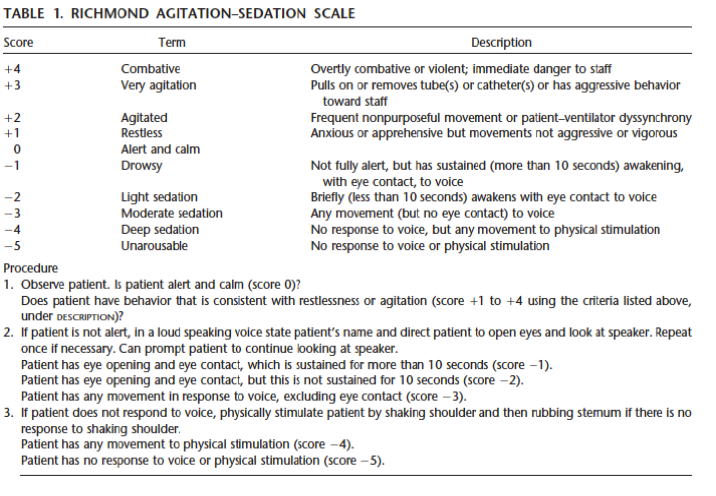 TABLE 1. RICHMOND AGITATION–SEDATION SCALE
Score Term Description
+4 Combative Overtly combative or violent; immediate danger to staff
+3 Very agitation Pulls on or removes tube(s) or catheter(s) or has aggressive behavior
toward staff
+2 Agitated Frequent nonpurposeful movement or patient–ventilator dyssynchrony
+1 Restless Anxious or apprehensive but movements not aggressive or vigorous
0 Alert and calm
−1 Drowsy Not fully alert, but has sustained (more than 10 seconds) awakening,
with eye contact, to voice
−2 Light sedation Briefly (less than 10 seconds) awakens with eye contact to voice
−3 Moderate sedation Any movement (but no eye contact) to voice
−4 Deep sedation No response to voice, but any movement to physical stimulation
−5 Unarousable No response to voice or physical stimulation
Procedure
1. Observe patient. Is patient alert and calm (score 0)?
Does patient have behavior that is consistent with restlessness or agitation (score +1 to +4 using the criteria listed above,
under DESCRIPTION)?
2. If patient is not alert, in a loud speaking voice state patient's name and direct patient to open eyes and look at speaker. Repeat
once if necessary. Can prompt patient to continue looking at speaker.
Patient has eye opening and eye contact, which is sustained for more than 10 seconds (score −1).
Patient has eye opening and eye contact, but this is not sustained for 10 seconds (score −2).
Patient has any movement in response to voice, excluding eye contact (score −3).
3. If patient does not respond to voice, physically stimulate patient by shaking shoulder and then rubbing sternum if there is no
response to shaking shoulder.
Patient has any movement to physical stimulation (score −4).
Patient has no response to voice or physical stimulation (score −5).